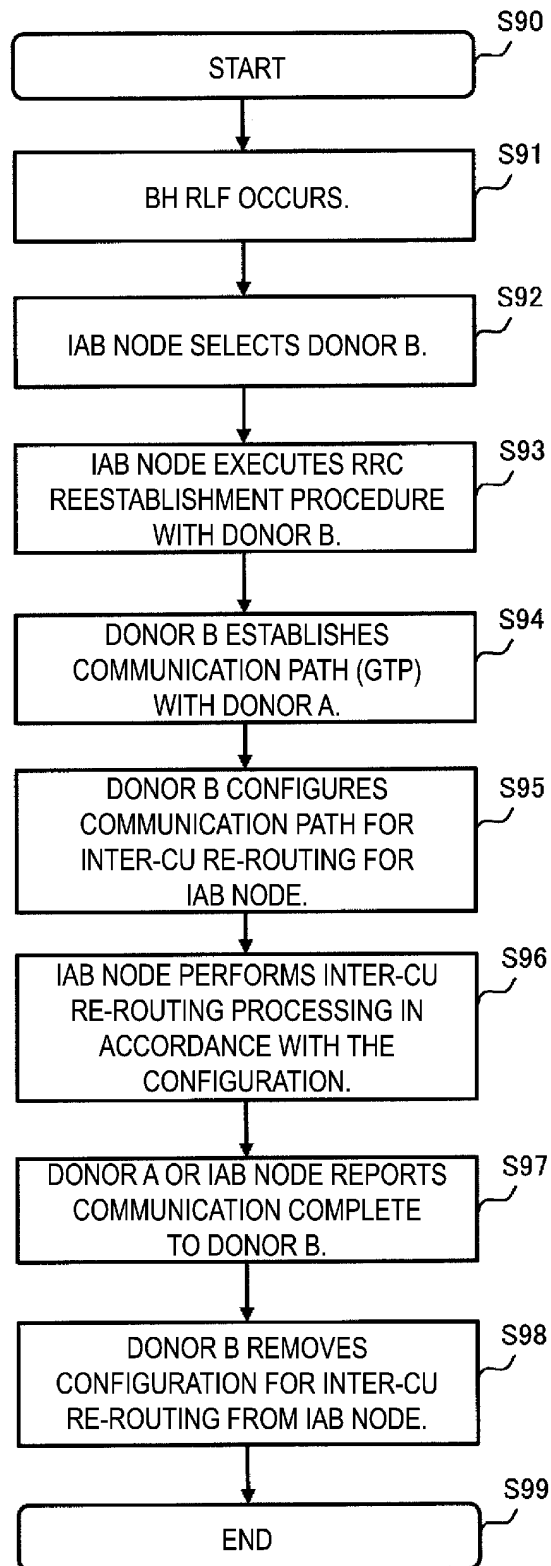 S90
START
S91
BH RLF OCCURS.
S92
IAB NODE SELECTS DONOR B.
S93
IAB NODE EXECUTES RRC
REESTABLISHMENT PROCEDURE
WITH DONOR B.
S94
DONOR B ESTABLISHES
COMMUNICATION PATH (GTP)
WITH DONOR A.
S95
DONOR B CONFIGURES
COMMUNICATION PATH FOR
INTER-CU RE-ROUTING FOR
IAB NODE.
S96
IAB NODE PERFORMS INTER-CU
RE-ROUTING PROCESSING IN
ACCORDANCE WITH THE
CONFIGURATION.
S97
DONOR A OR IAB NODE REPORTS
COMMUNICATION COMPLETE
TO DONOR B.
S98
DONOR B REMOVES
CONFIGURATION FOR INTER-CU
RE-ROUTING FROM IAB NODE.
S99
END